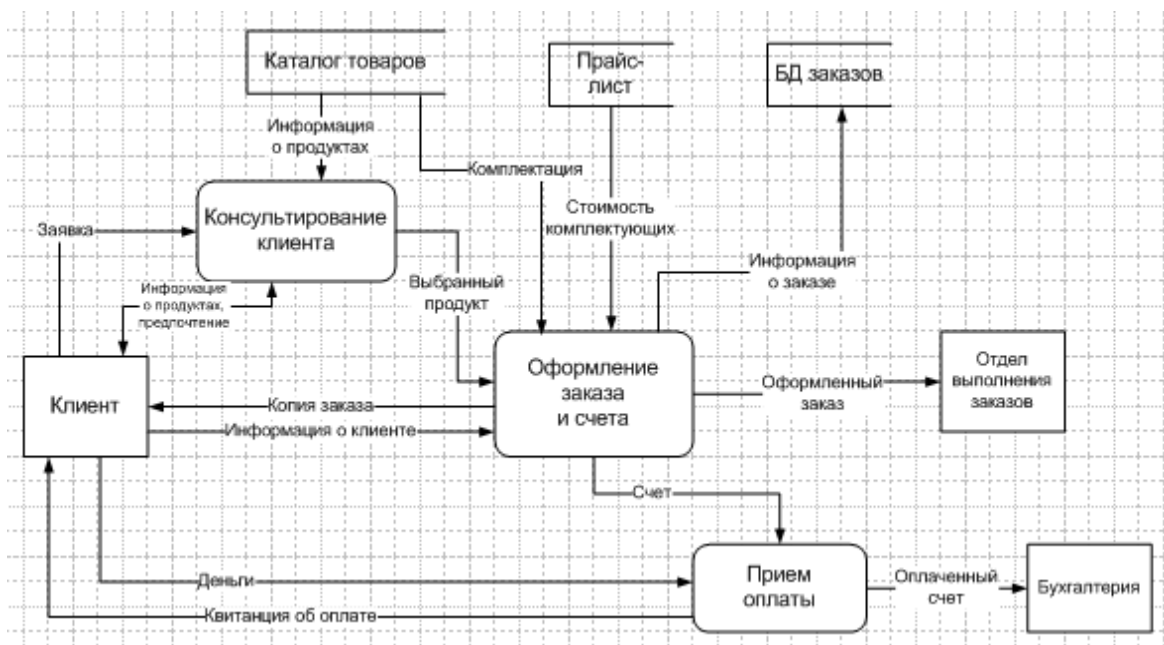 Каталог товаров
Прайс-
лист
БД заказов
Информация
о продуктах
Комплектация
Консультирование
клиента
Стоимость
комплектующих
Заявка
Информация
о заказе
Выбранный
продукт
Информация
о продуктах,
предпочтение
Клиент
Оформление
заказа
и счета
Отдел
выполнения
заказов
Оформленный
заказ
Копия заказа
Информация о клиенте
Счет
Деньги
Прием
оплаты
Оплаченный
счет
Бухгалтерия
Квитанция об оплате